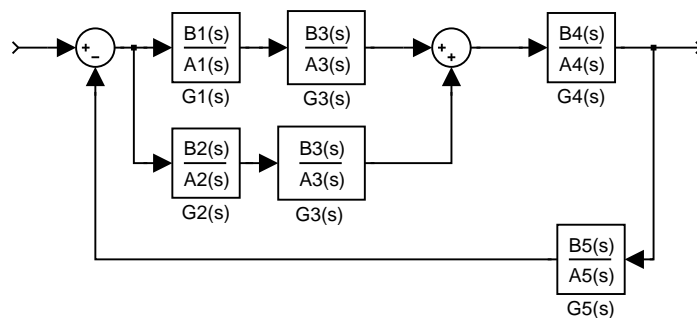 +
−
B1(s)
A1(s)
G1(s)
B3(s)
A3(s)
G3(s)
+
+
B4(s)
A4(s)
G4(s)
B2(s)
A2(s)
G2(s)
B3(s)
A3(s)
G3(s)
B5(s)
A5(s)
G5(s)